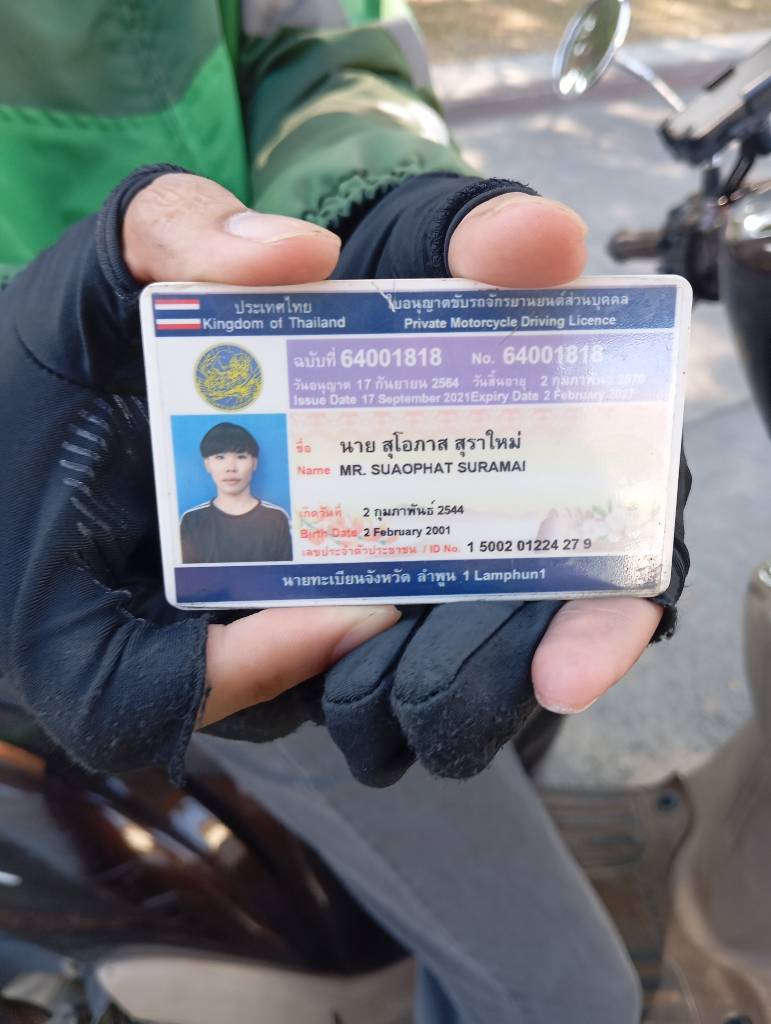 ประเทศไทย
Kingdom of Thailand
ใบอนุญาตขับรถจักรยานยนต์ส่วนบุคคล
Private Motorcycle Driving Licence
ฉบับที่ 64001818 No. 64001818
วันอนุญาต 17 กันยายน 2564 วันสิ้นอายุ 2 กุมภาพันธ์ 2570
Issue Date 17 September 2021 Expiry Date 2 February 2027
ชื่อ นาย สุโอภาส สุราใหม่
Name MR. SUAOPHAT SURAMAI
เกิดวันที่ 2 กุมภาพันธ์ 2544
Birth Date 2 February 2001
เลขประจำตัวประชาชน / ID No. 1 5002 01224 27 9
นายทะเบียนจังหวัด ลำพูน 1 Lamphun1